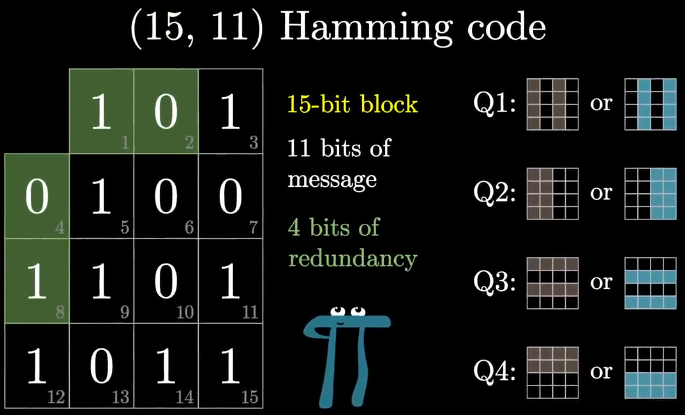 (15, 11) Hamming code
1 0 1
1 2 3
0 1 0 0
4 5 6 7
1 1 0 1
8 9 10 11
1 0 1 1
12 13 14 15
15-bit block
11 bits of
message
4 bits of
redundancy
Q1: or
Q2: or
Q3: or
Q4: or